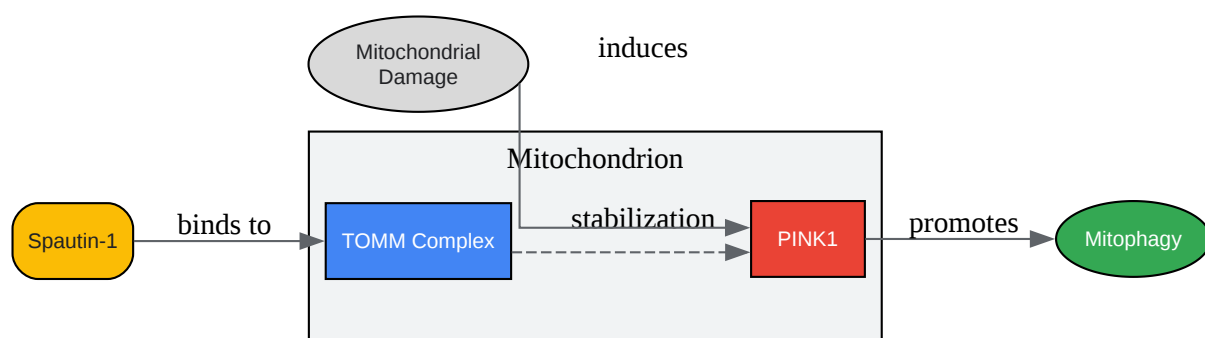 Mitochondrial
Damage
induces
Mitochondrion
Spautin-1
binds to
TOMM Complex
stabilization
PINK1
promotes
Mitophagy